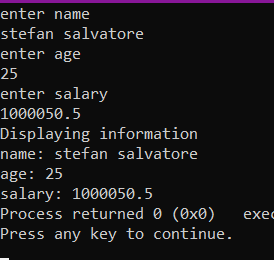 enter name
stefan salvatore
enter age
25
enter salary
1000050.5
Displaying information
name: stefan salvatore
age: 25
salary: 1000050.5
Process returned 0 (0x0)   exec
Press any key to continue.